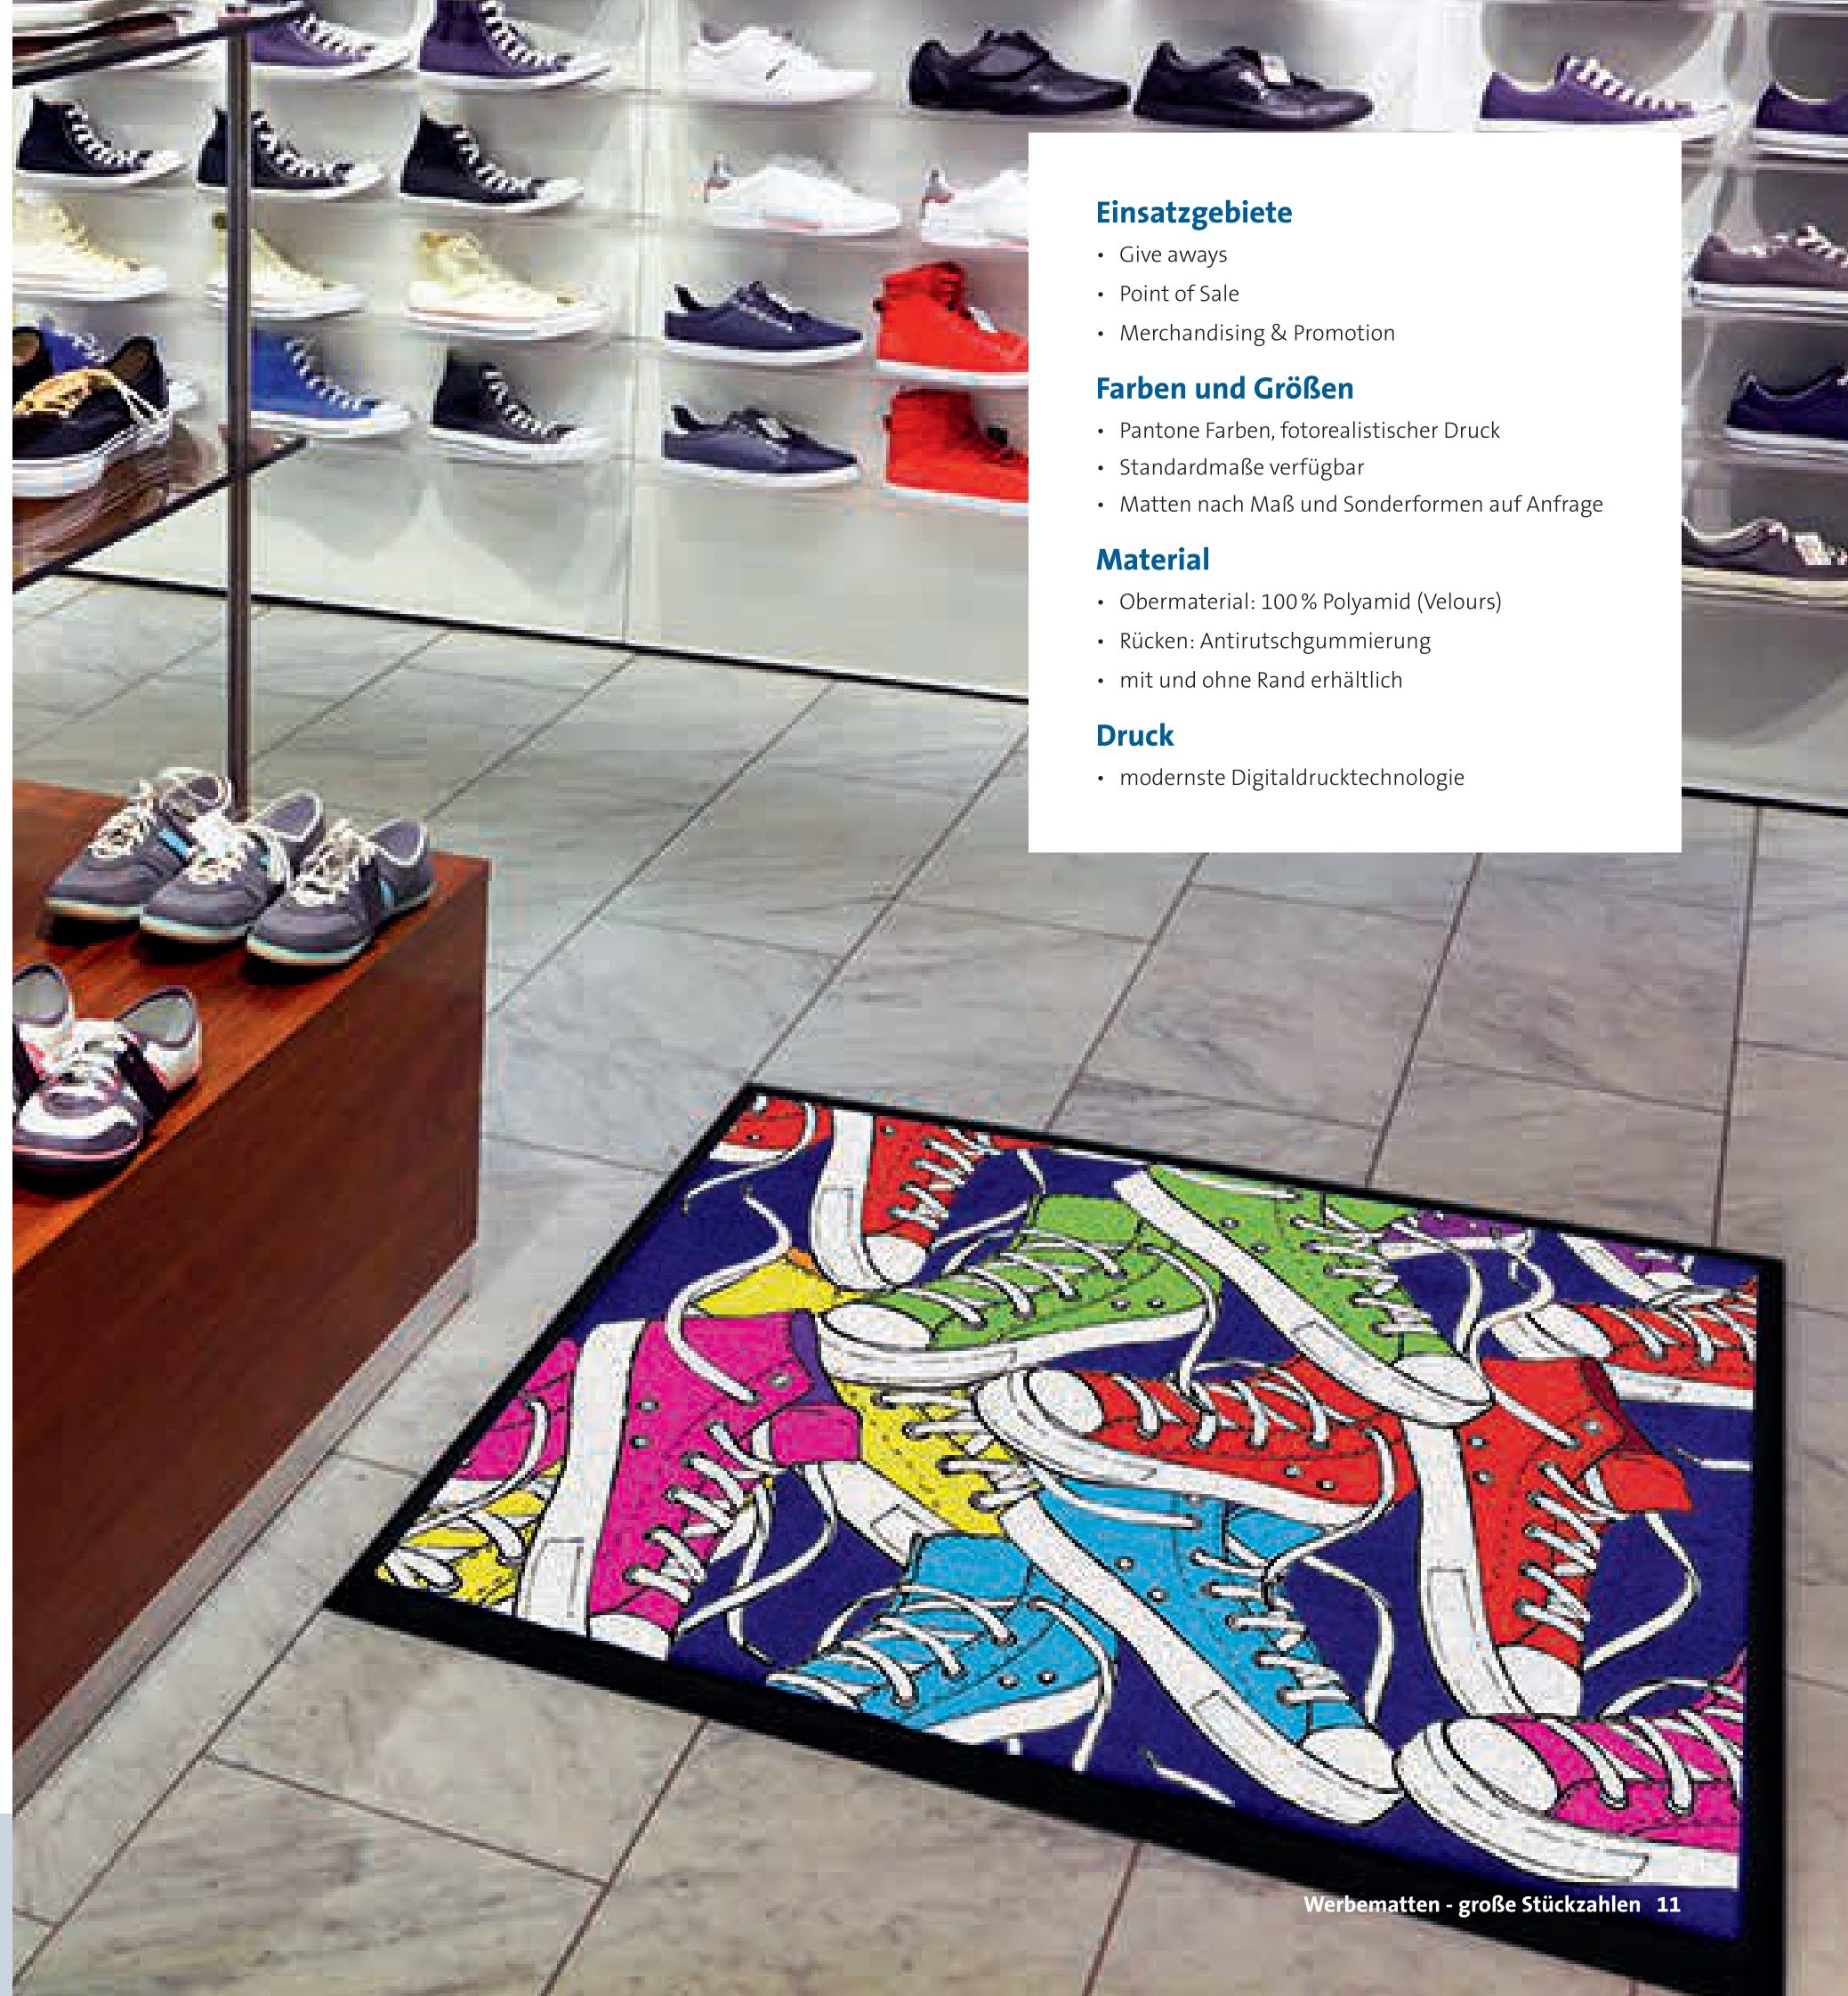 Einsatzgebiete
• Give aways
• Point of Sale
• Merchandising & Promotion
Farben und Größen
• Pantone Farben, fotorealistischer Druck
• Standardmaße verfügbar
• Matten nach Maß und Sonderformen auf Anfrage
Material
• Obermaterial: 100 % Polyamid (Velours)
• Rücken: Antirutschgummierung
• mit und ohne Rand erhältlich
Druck
• modernste Digitaldrucktechnologie
Werbematten - große Stückzahlen 11